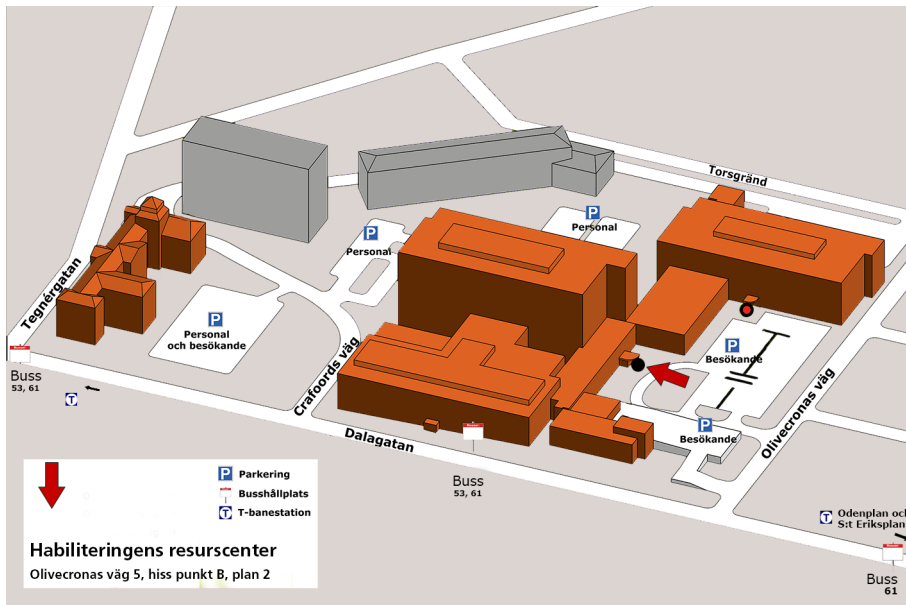 Torsgränd
P
Personal
P
Personal
Tegnérgatan
P
Personal
och besökande
Crafoords väg
P
Besökande
P
Besökande
Olivecronas väg
Buss
53, 61
T
Dalagatan
Buss
53, 61
P Parkering
Busshållplats
T T-banestation
Habiliteringens resurscenter
Olivecronas väg 5, hiss punkt B, plan 2
T Odenplan och
S:t Eriksplan
Buss
61